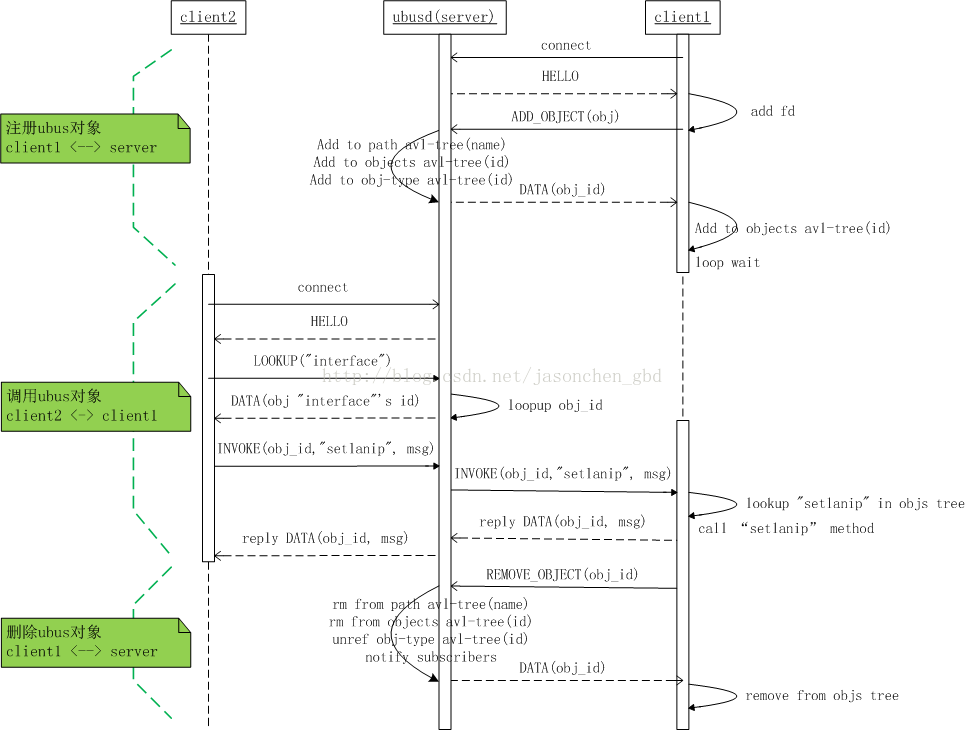 client2
ubusd(server)
client1
connect
HELLO
add fd
ADD_OBJECT(obj)
注册ubus对象
client1 <--> server
Add to path avl-tree(name)
Add to objects avl-tree(id)
Add to obj-type avl-tree(id)
DATA(obj_id)
Add to objects avl-tree(id)
loop wait
connect
HELLO
LOOKUP("interface")
http://blog.csdn.net/jasonchen_gbd
DATA(obj "interface"'s id)
loopup obj_id
调用ubus对象
client2 <-> client1
INVOKE(obj_id,"setlanip", msg)
INVOKE(obj_id,"setlanip", msg)
lookup "setlanip" in objs tree
call “setlanip” method
reply DATA(obj_id, msg)
reply DATA(obj_id, msg)
REMOVE_OBJECT(obj_id)
rm from path avl-tree(name)
rm from objects avl-tree(id)
unref obj-type avl-tree(id)
notify subscribers
删除ubus对象
client1 <--> server
DATA(obj_id)
remove from objs tree